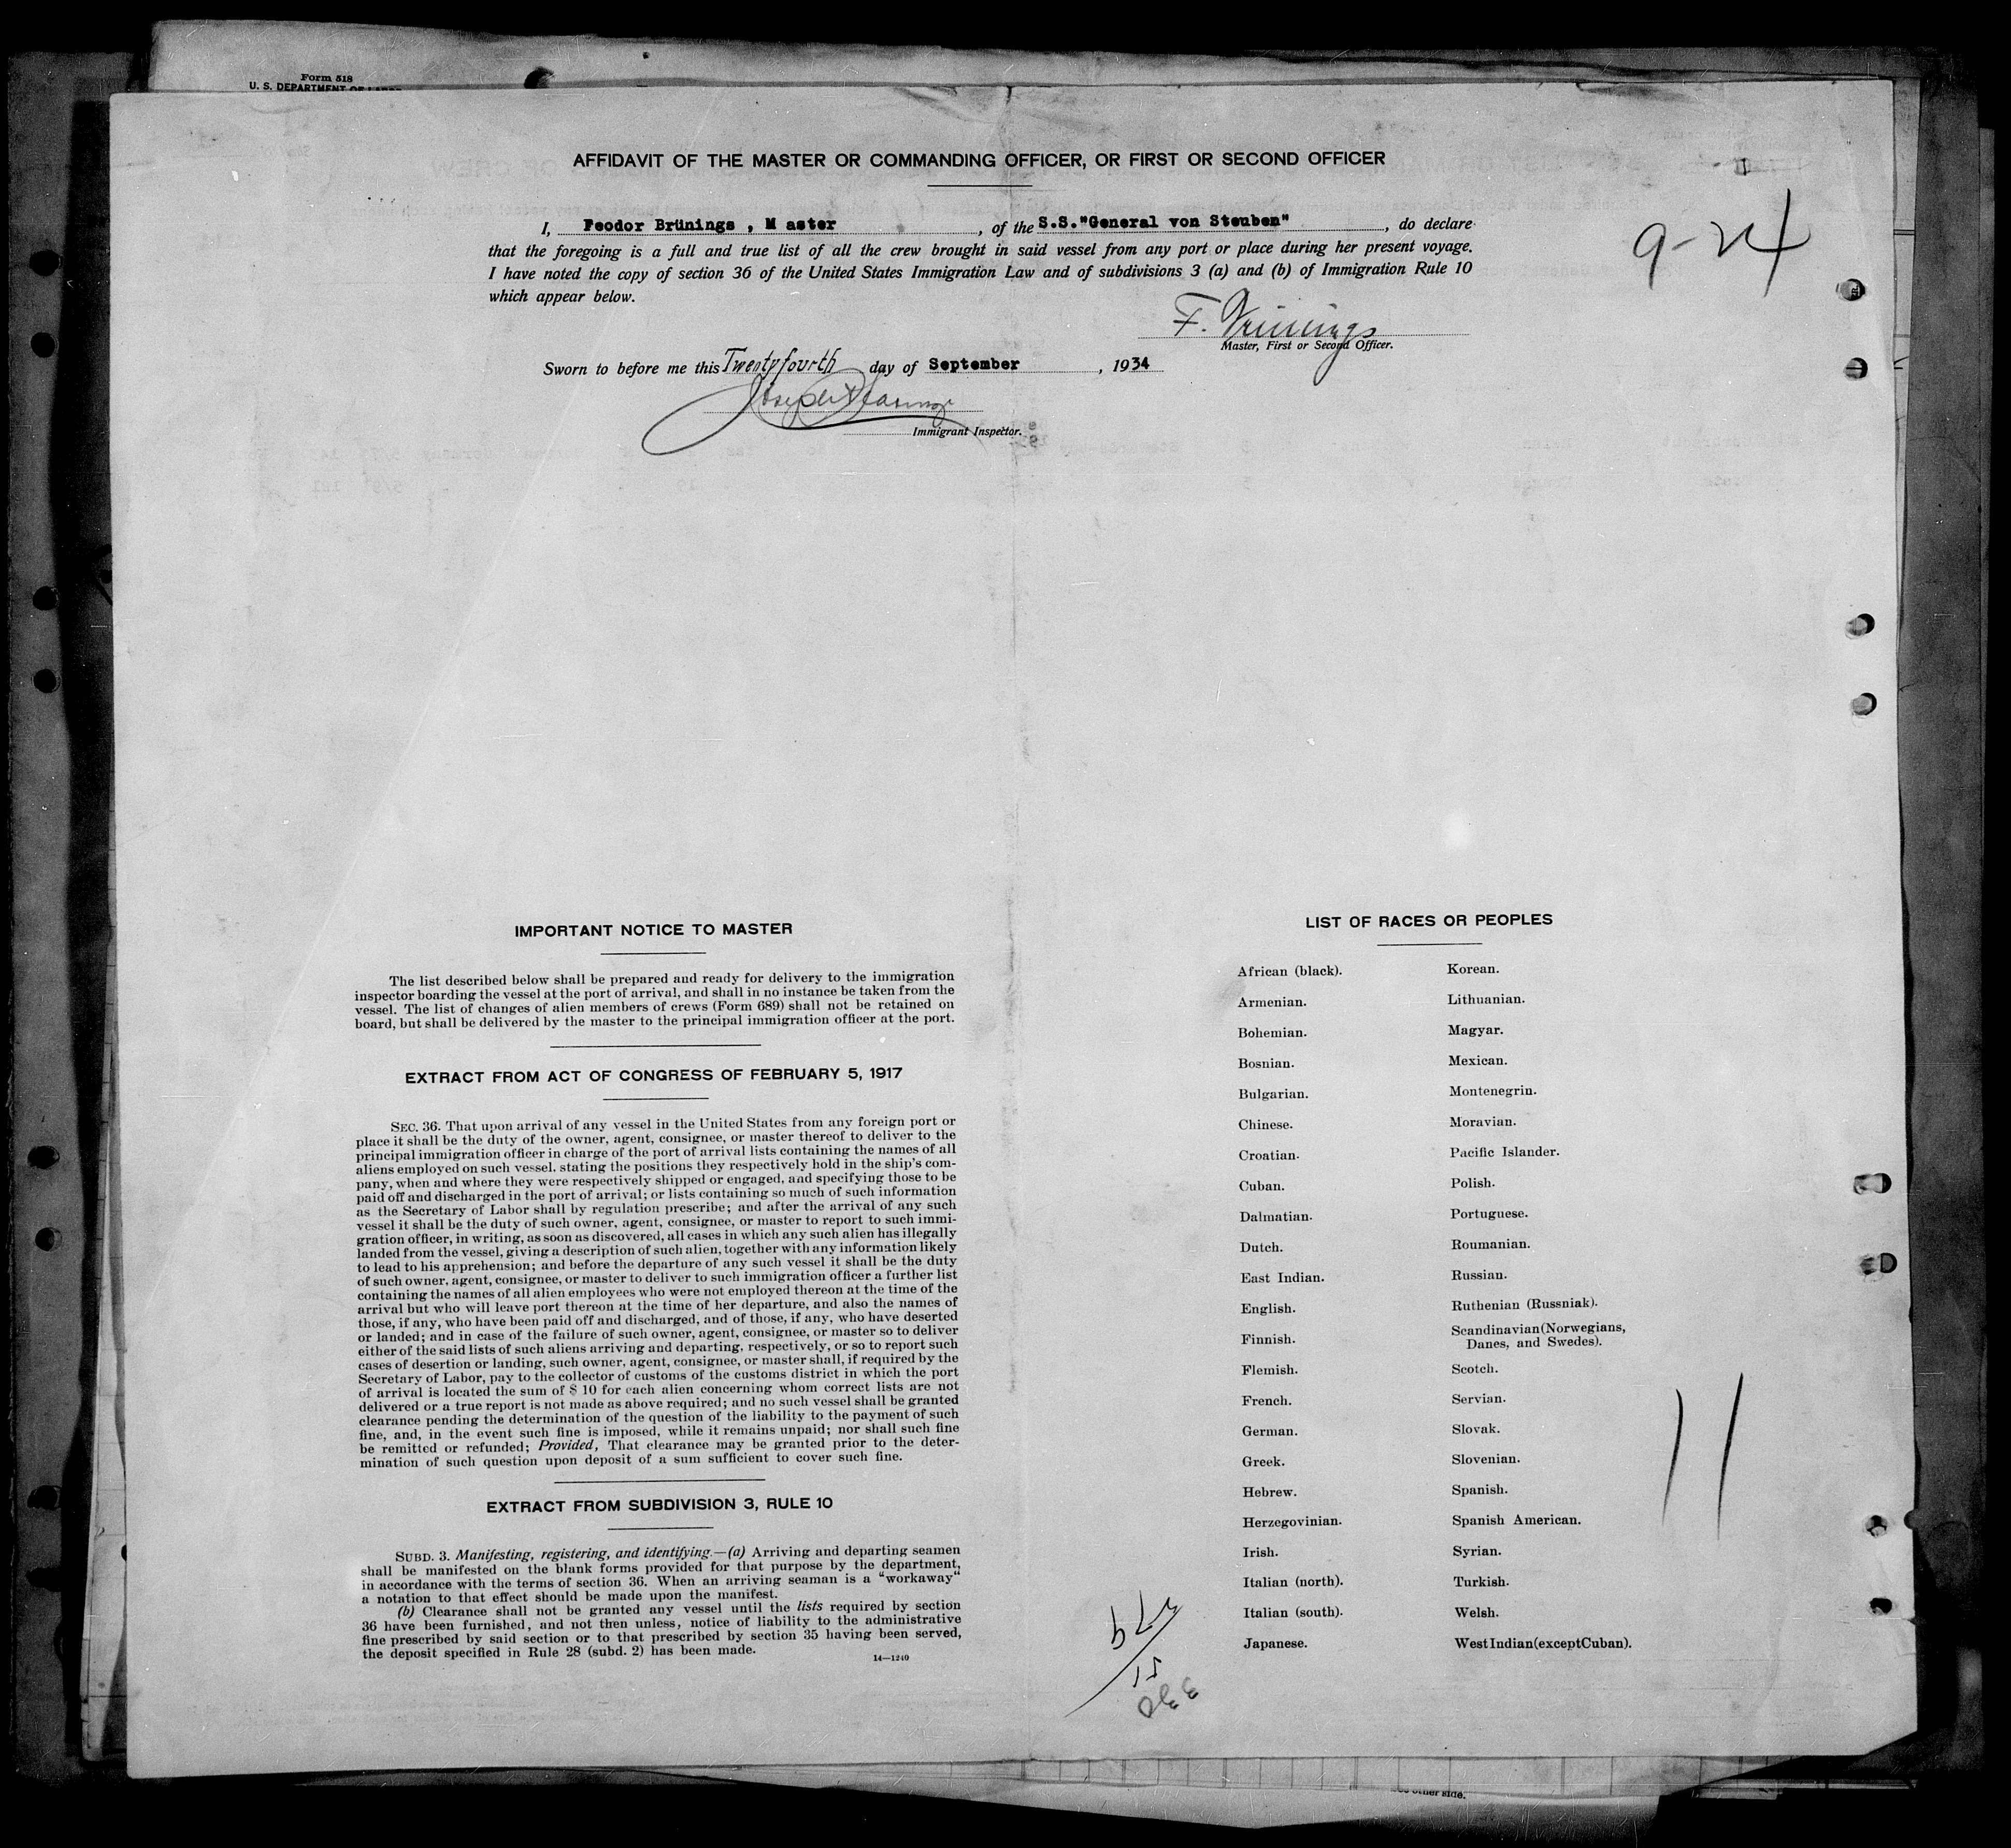 Form 518
U. S. DEPARTMENT OF LABOR
AFFIDAVIT OF THE MASTER OR COMMANDING OFFICER, OR FIRST OR SECOND OFFICER
9-24
I, Feodor Brünings , M aster , of the S.S."General von Steuben" , do declare
that the foregoing is a full and true list of all the crew brought in said vessel from any port or place during her present voyage.
I have noted the copy of section 36 of the United States Immigration Law and of subdivisions 3 (a) and (b) of Immigration Rule 10
which appear below.
F. Brünings
Master, First or Second Officer.
Sworn to before me this Twenty fourth day of September , 1934
Immigrant Inspector.
IMPORTANT NOTICE TO MASTER
The list described below shall be prepared and ready for delivery to the immigration
inspector boarding the vessel at the port of arrival, and shall in no instance be taken from the
vessel. The list of changes of alien members of crews (Form 689) shall not be retained on
board, but shall be delivered by the master to the principal immigration officer at the port.
EXTRACT FROM ACT OF CONGRESS OF FEBRUARY 5, 1917
SEC. 36. That upon arrival of any vessel in the United States from any foreign port or
place it shall be the duty of the owner, agent, consignee, or master thereof to deliver to the
principal immigration officer in charge of the port of arrival lists containing the names of all
aliens employed on such vessel. stating the positions they respectively hold in the ship's com-
pany, when and where they were respectively shipped or engaged, and specifying those to be
paid off and discharged in the port of arrival; or lists containing so much of such information
as the Secretary of Labor shall by regulation prescribe; and after the arrival of any such
vessel it shall be the duty of such owner, agent, consignee, or master to report to such immi-
gration officer, in writing, as soon as discovered, all cases in which any such alien has illegally
landed from the vessel, giving a description of such alien, together with any information likely
to lead to his apprehension; and before the departure of any such vessel it shall be the duty
of such owner, agent, consignee, or master to deliver to such immigration officer a further list
containing the names of all alien employees who were not employed thereon at the time of the
arrival but who will leave port thereon at the time of her departure, and also the names of
those, if any, who have been paid off and discharged, and of those, if any, who have deserted
or landed; and in case of the failure of such owner, agent, consignee, or master so to deliver
either of the said lists of such aliens arriving and departing, respectively, or so to report such
cases of desertion or landing, such owner, agent, consignee, or master shall, if required by the
Secretary of Labor, pay to the collector of customs of the customs district in which the port
of arrival is located the sum of $ 10 for each alien concerning whom correct lists are not
delivered or a true report is not made as above required; and no such vessel shall be granted
clearance pending the determination of the question of the liability to the payment of such
fine, and, in the event such fine is imposed, while it remains unpaid; nor shall such fine
be remitted or refunded; Provided, That clearance may be granted prior to the deter-
mination of such question upon deposit of a sum sufficient to cover such fine.
EXTRACT FROM SUBDIVISION 3, RULE 10
SUBD. 3. Manifesting, registering, and identifying.—(a) Arriving and departing seamen
shall be manifested on the blank forms provided for that purpose by the department,
in accordance with the terms of section 36. When an arriving seaman is a "workaway"
a notation to that effect should be made upon the manifest.
(b) Clearance shall not be granted any vessel until the lists required by section
36 have been furnished, and not then unless, notice of liability to the administrative
fine prescribed by said section or to that prescribed by section 35 having been served,
the deposit specified in Rule 28 (subd. 2) has been made.
14—1240
LIST OF RACES OR PEOPLES
African (black).
Armenian.
Bohemian.
Bosnian.
Bulgarian.
Chinese.
Croatian.
Cuban.
Dalmatian.
Dutch.
East Indian.
English.
Finnish.
Flemish.
French.
German.
Greek.
Hebrew.
Herzegovinian.
Irish.
Italian (north).
Italian (south).
Japanese.
Korean.
Lithuanian.
Magyar.
Mexican.
Montenegrin.
Moravian.
Pacific Islander.
Polish.
Portuguese.
Roumanian.
Russian.
Ruthenian (Russniak).
Scandinavian(Norwegians,
Danes, and Swedes).
Scotch.
Servian.
Slovak.
Slovenian.
Spanish.
Spanish American.
Syrian.
Turkish.
Welsh.
West Indian(except Cuban).
11
other side.